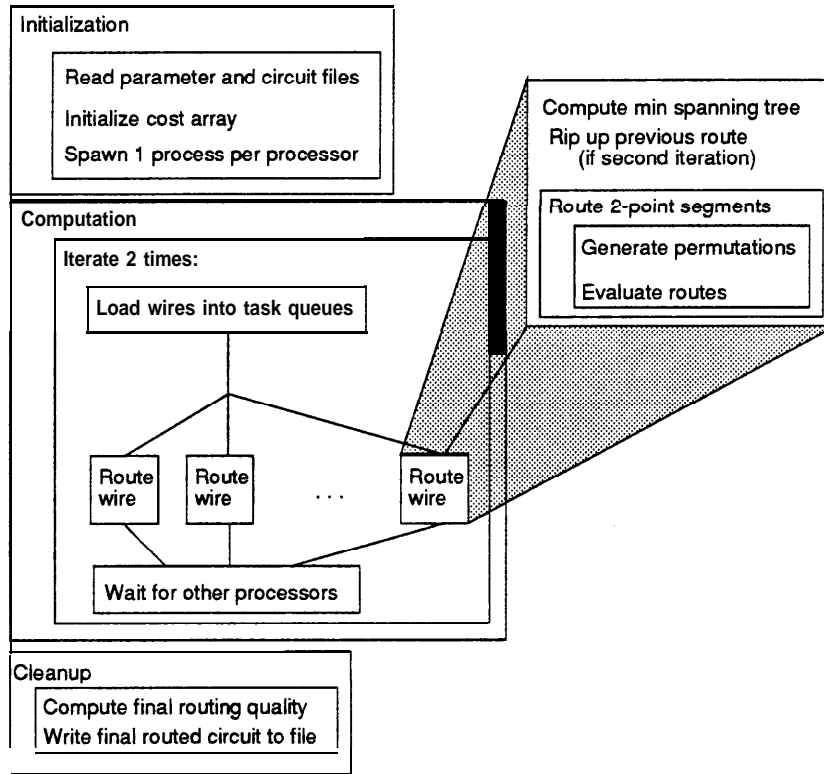 Initialization
Read parameter and circuit files
Initialize cost array
Spawn 1 process per processor
Compute min spanning tree
Rip up previous route
(if second iteration)
Route 2-point segments
Generate permutations
Evaluate routes
Computation
Iterate 2 times:
Load wires into task queues
Route
wire
Route
wire
. . .
Route
wire
Wait for other processors
Cleanup
Compute final routing quality
Write final routed circuit to file